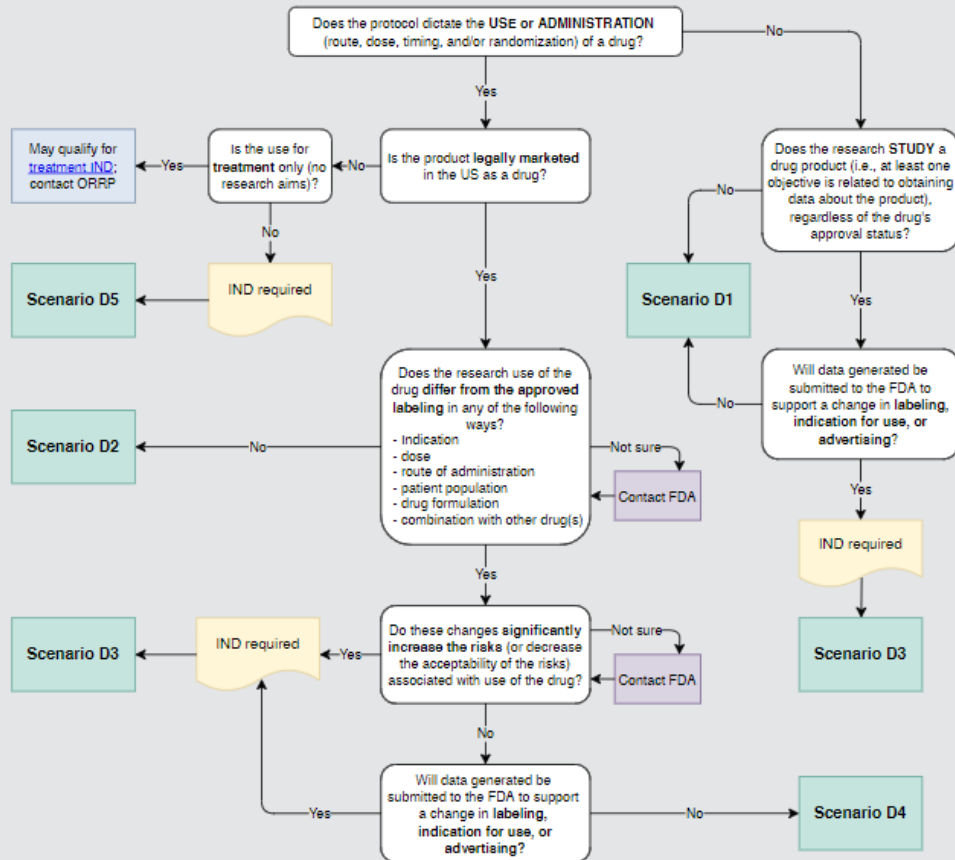 Does the protocol dictate the USE or ADMINISTRATION
(route, dose, timing, and/or randomization) of a drug?
No
Yes
May qualify for
treatment IND;
contact ORRP
Yes
Is the use for
treatment only (no
research aims)?
No
Is the product legally marketed
in the US as a drug?
Does the research STUDY a
drug product (i.e., at least one
objective is related to obtaining
data about the product),
regardless of the drug's
approval status?
No
No
Yes
Yes
Scenario D5
IND required
Scenario D1
Does the research use of the
drug differ from the approved
labeling in any of the following
ways?
- Indication
- dose
- route of administration
- patient population
- drug formulation
- combination with other drug(s)
Not sure
Contact FDA
No
Scenario D2
No
Will data generated be
submitted to the FDA to
support a change in labeling,
indication for use, or
advertising?
Yes
IND required
Scenario D3
Yes
Do these changes significantly
increase the risks (or decrease
the acceptability of the risks)
associated with use of the drug?
Not sure
Contact FDA
Yes
IND required
Scenario D3
No
Will data generated be
submitted to the FDA to support
a change in labeling,
indication for use, or
advertising?
Yes
No
Scenario D4